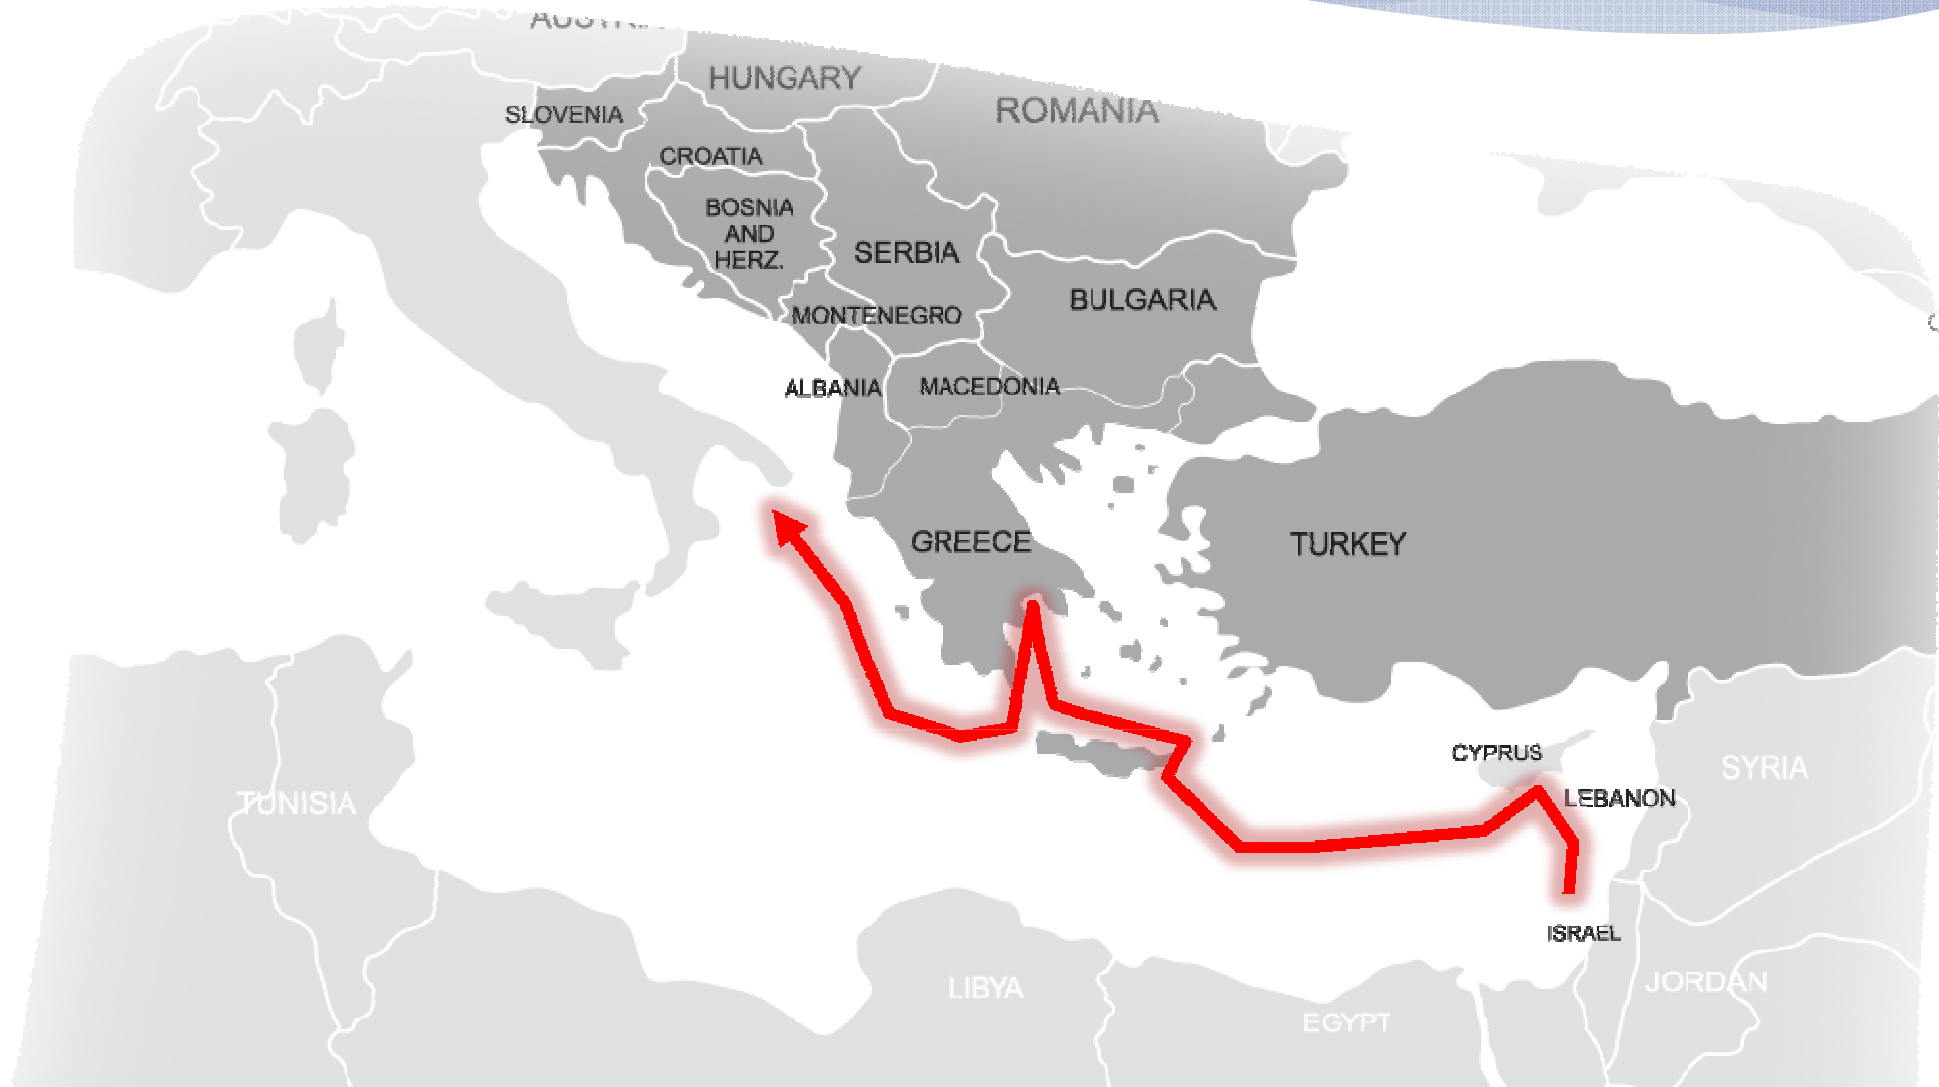 HUNGARY
ROMANIA
SLOVENIA
CROATIA
BOSNIA
AND
HERZ.
SERBIA
BULGARIA
MONTENEGRO
ALBANIA
MACEDONIA
GREECE
TURKEY
CYPRUS
SYRIA
LEBANON
TUNISIA
ISRAEL
JORDAN
LIBYA
EGYPT